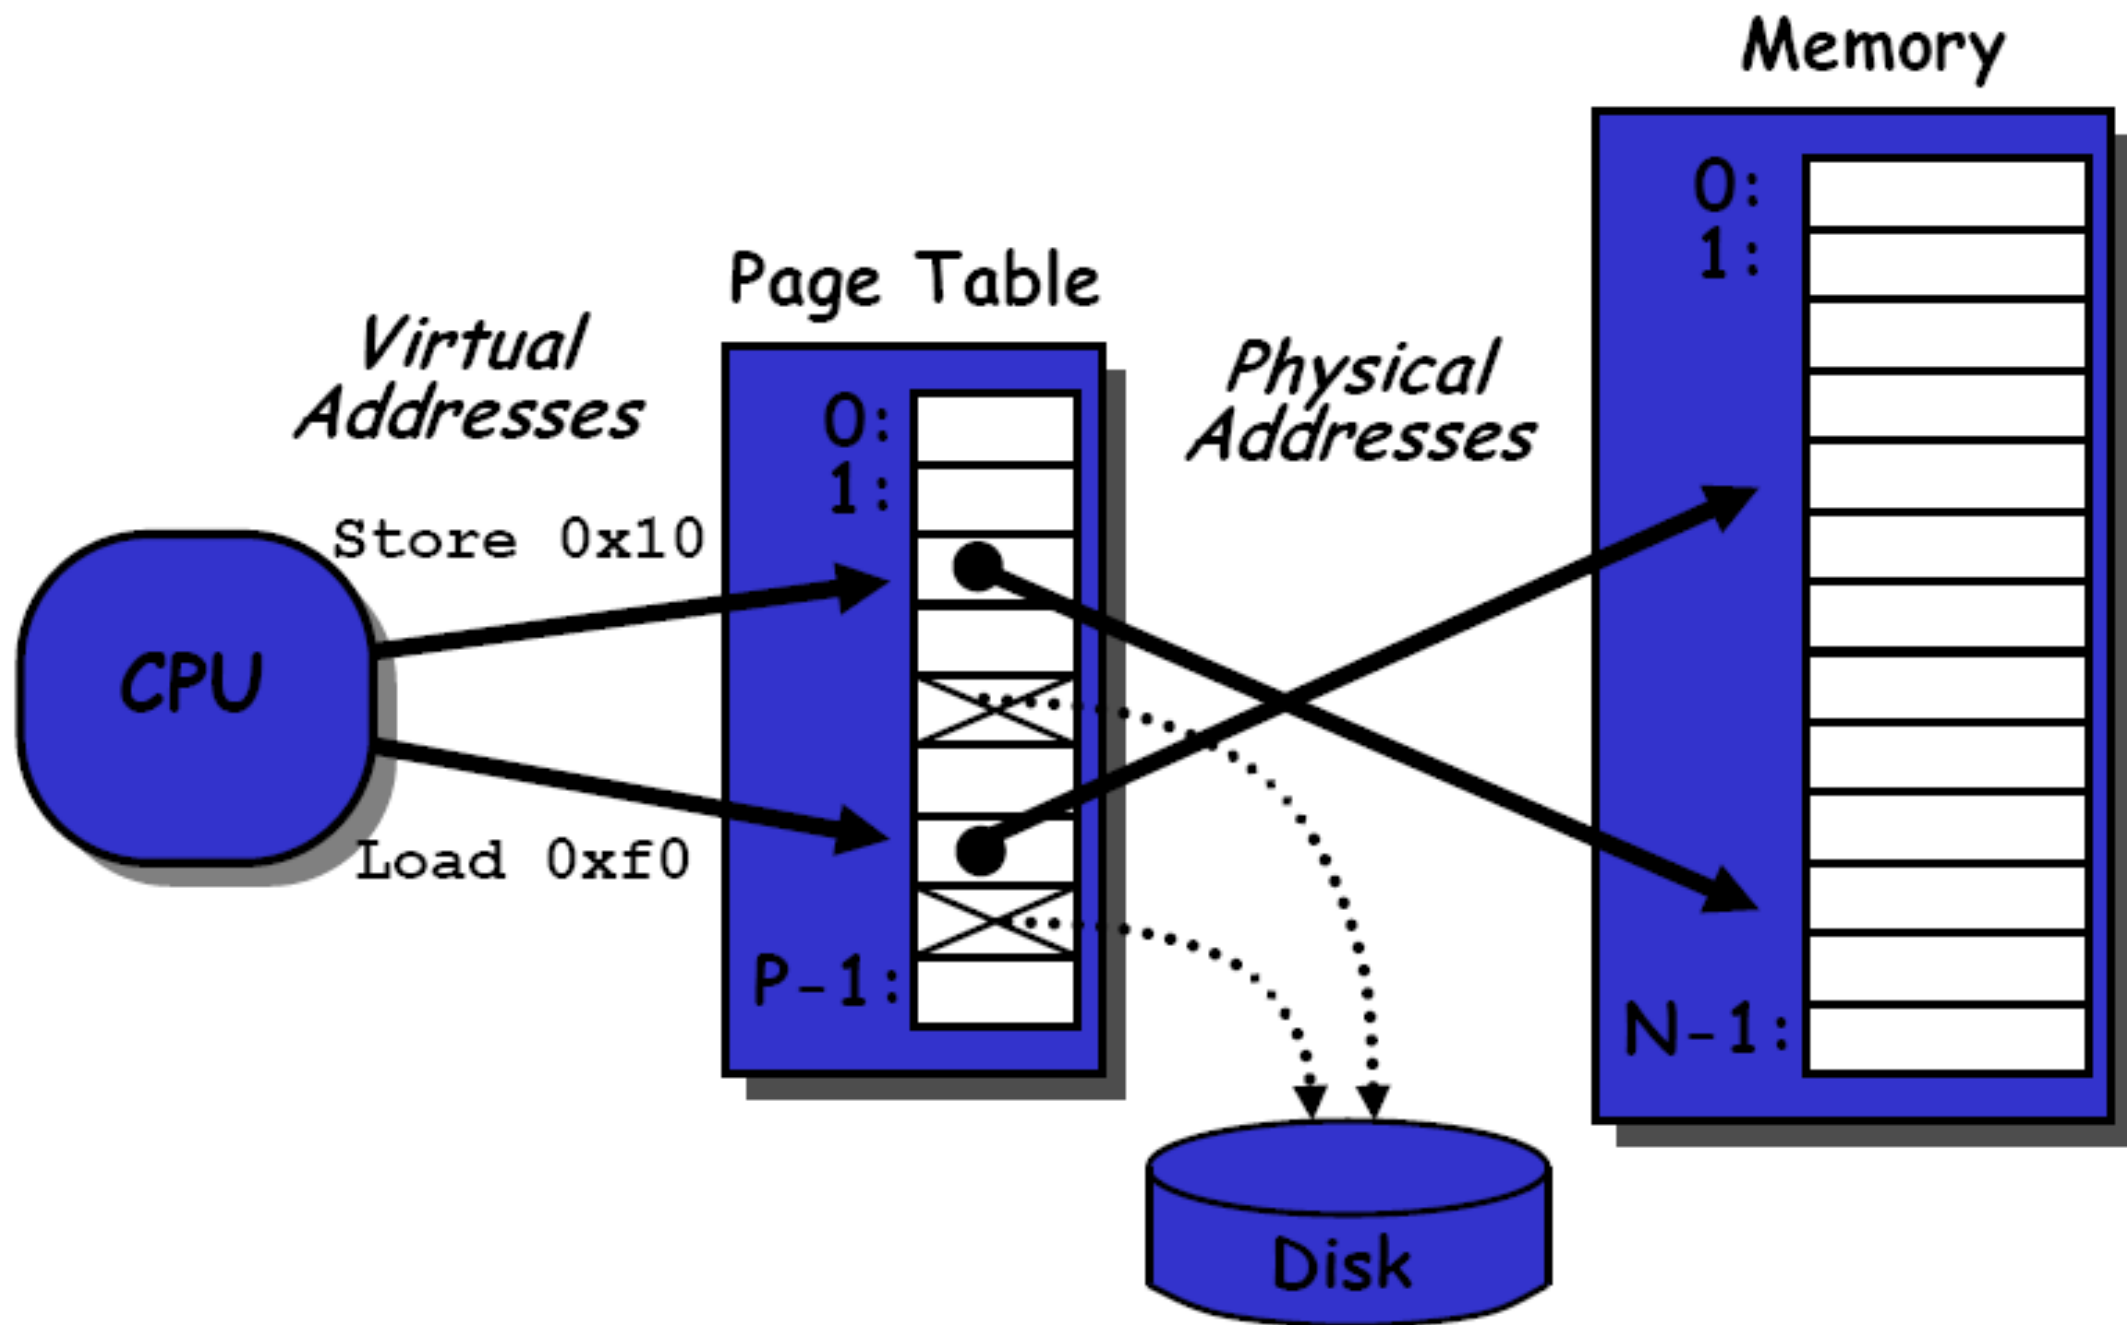 Memory
0:
1:
Page Table
Virtual
Addresses
Physical
Addresses
0:
1:
Store 0x10
CPU
Load 0xf0
P-1:
N-1:
Disk